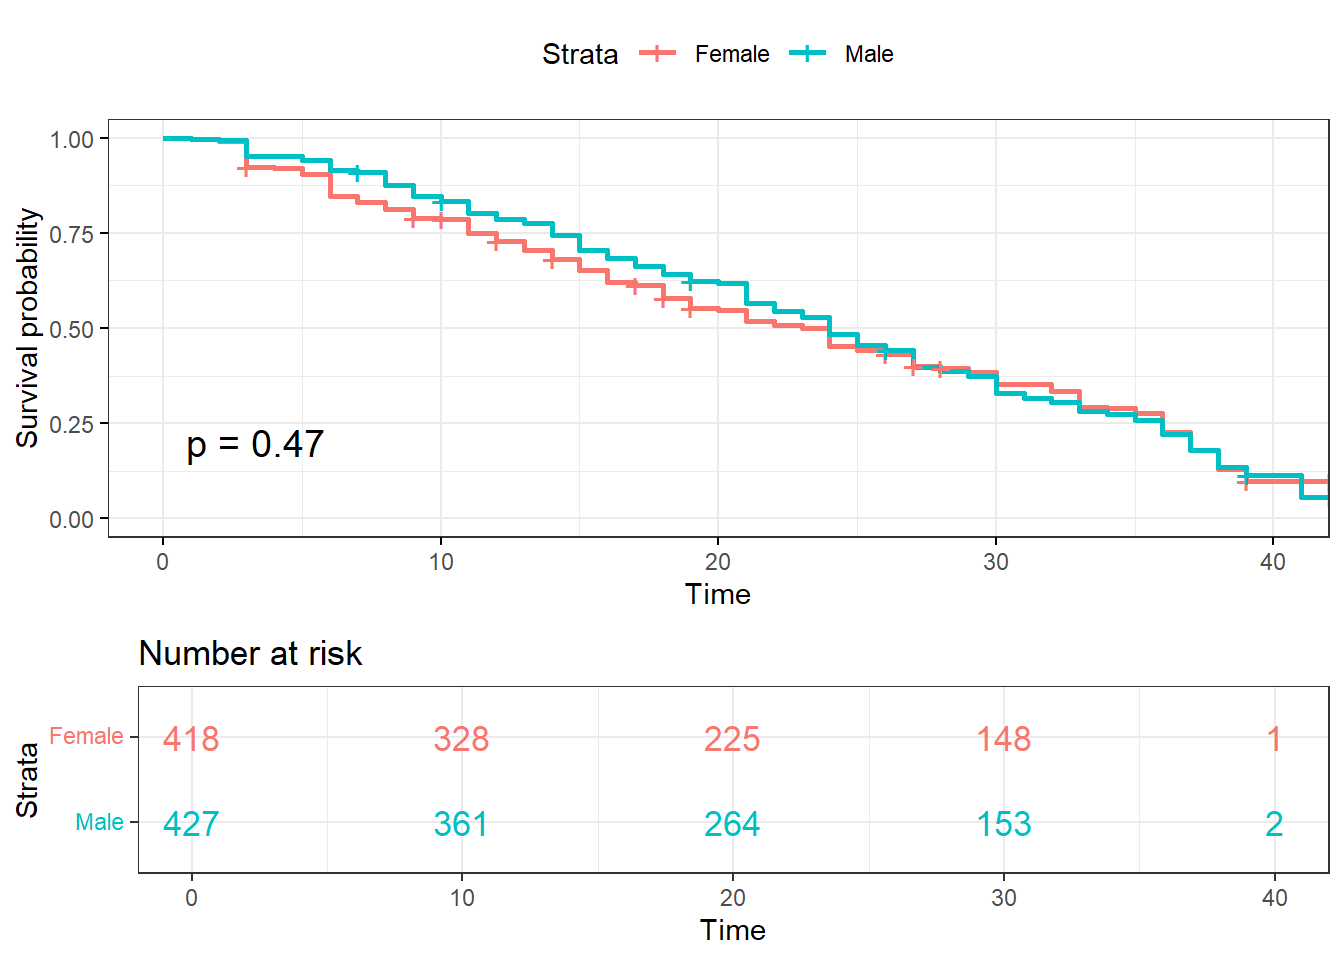 Strata Female Male
1.00
0.75
0.50
0.25
0.00
Survival probability
p = 0.47
0 10 20 30 40
Time
Number at risk
Strata
Female 418 328 225 148 1
Male 427 361 264 153 2
0 10 20 30 40
Time